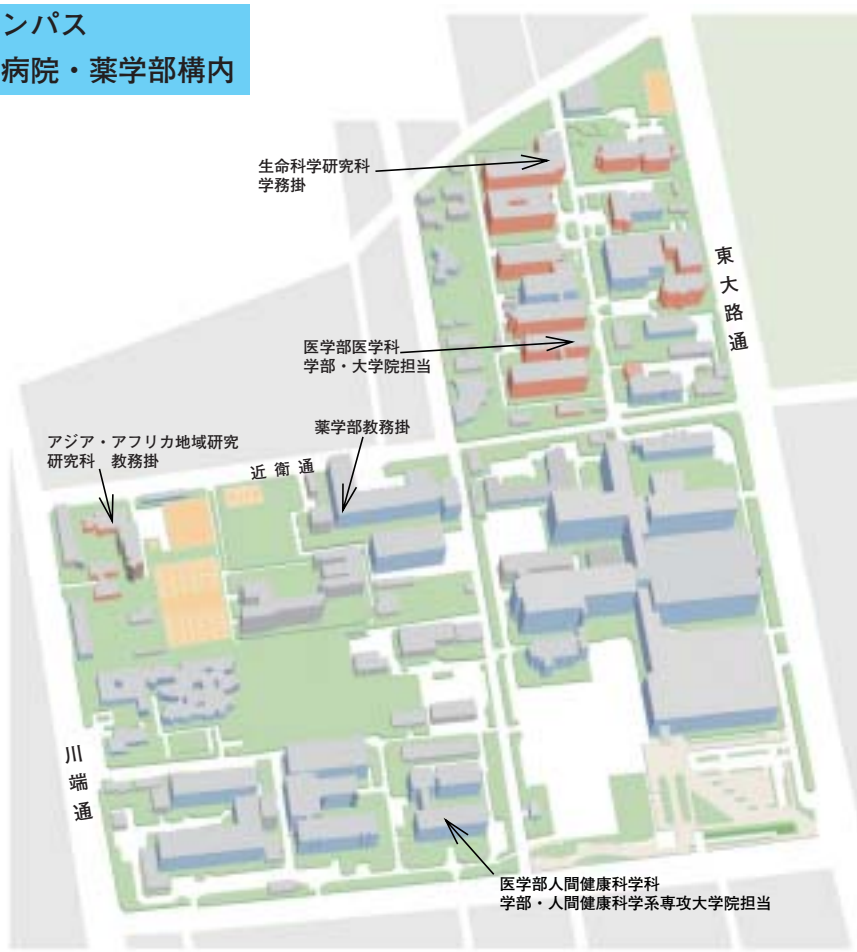 ンパス
病院・薬学部構内
生命科学研究科
学務掛
東大路通
医学部医学科
学部・大学院担当
薬学部教務掛
アジア・アフリカ地域研究
研究科　教務掛
近衛通
川端通
医学部人間健康科学科
学部・人間健康科学系専攻大学院担当